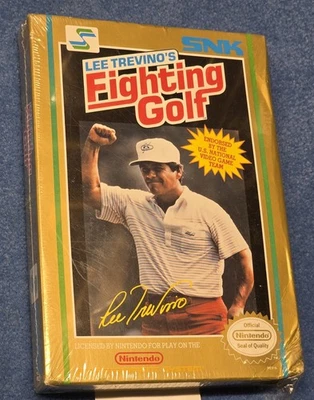 SNK
LEE TREVINO'S
Fighting
Golf
ENDORSED
BY THE
U.S. NATIONAL
VIDEO GAME
TEAM
Lee Trevino
LICENSED BY NINTENDO FOR PLAY ON THE
Nintendo
Official
Nintendo
Seal of Quality